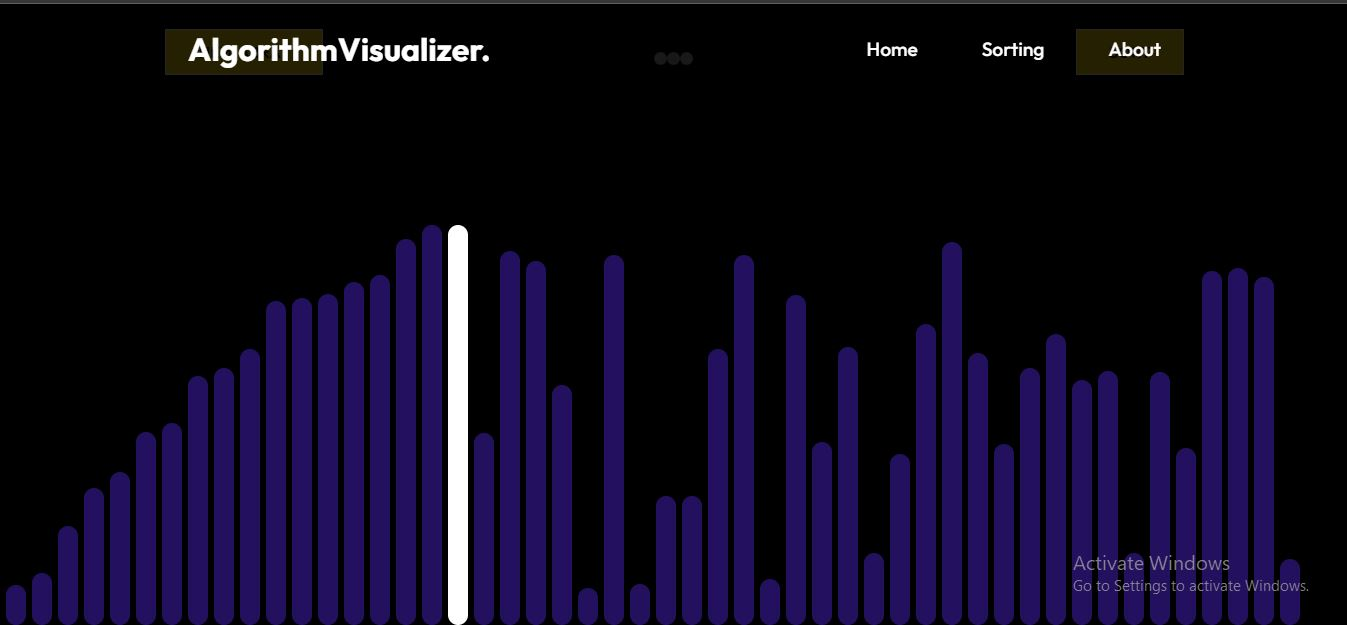 AlgorithmVisualizer.
Home
Sorting
About
Activate Windows
Go to Settings to activate Windows.